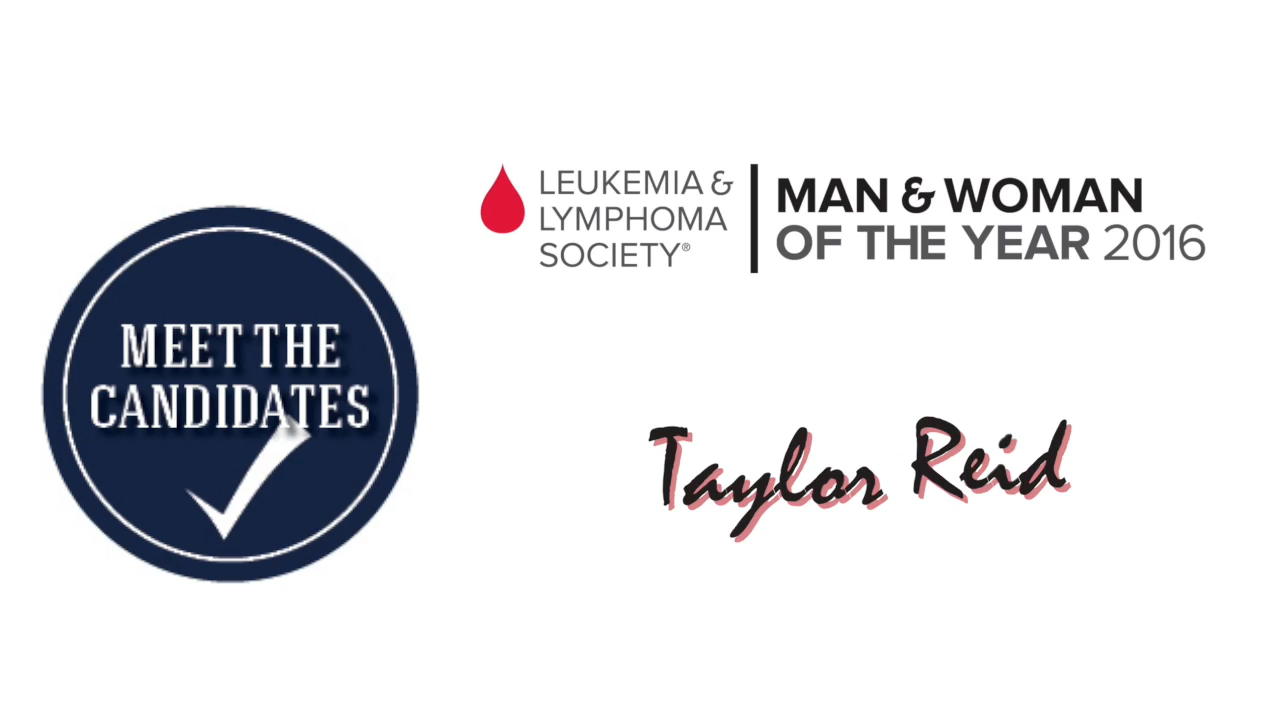 MEET THE
CANDIDATES
LEUKEMIA &
LYMPHOMA
SOCIETY®
MAN & WOMAN
OF THE YEAR 2016
Taylor Reid